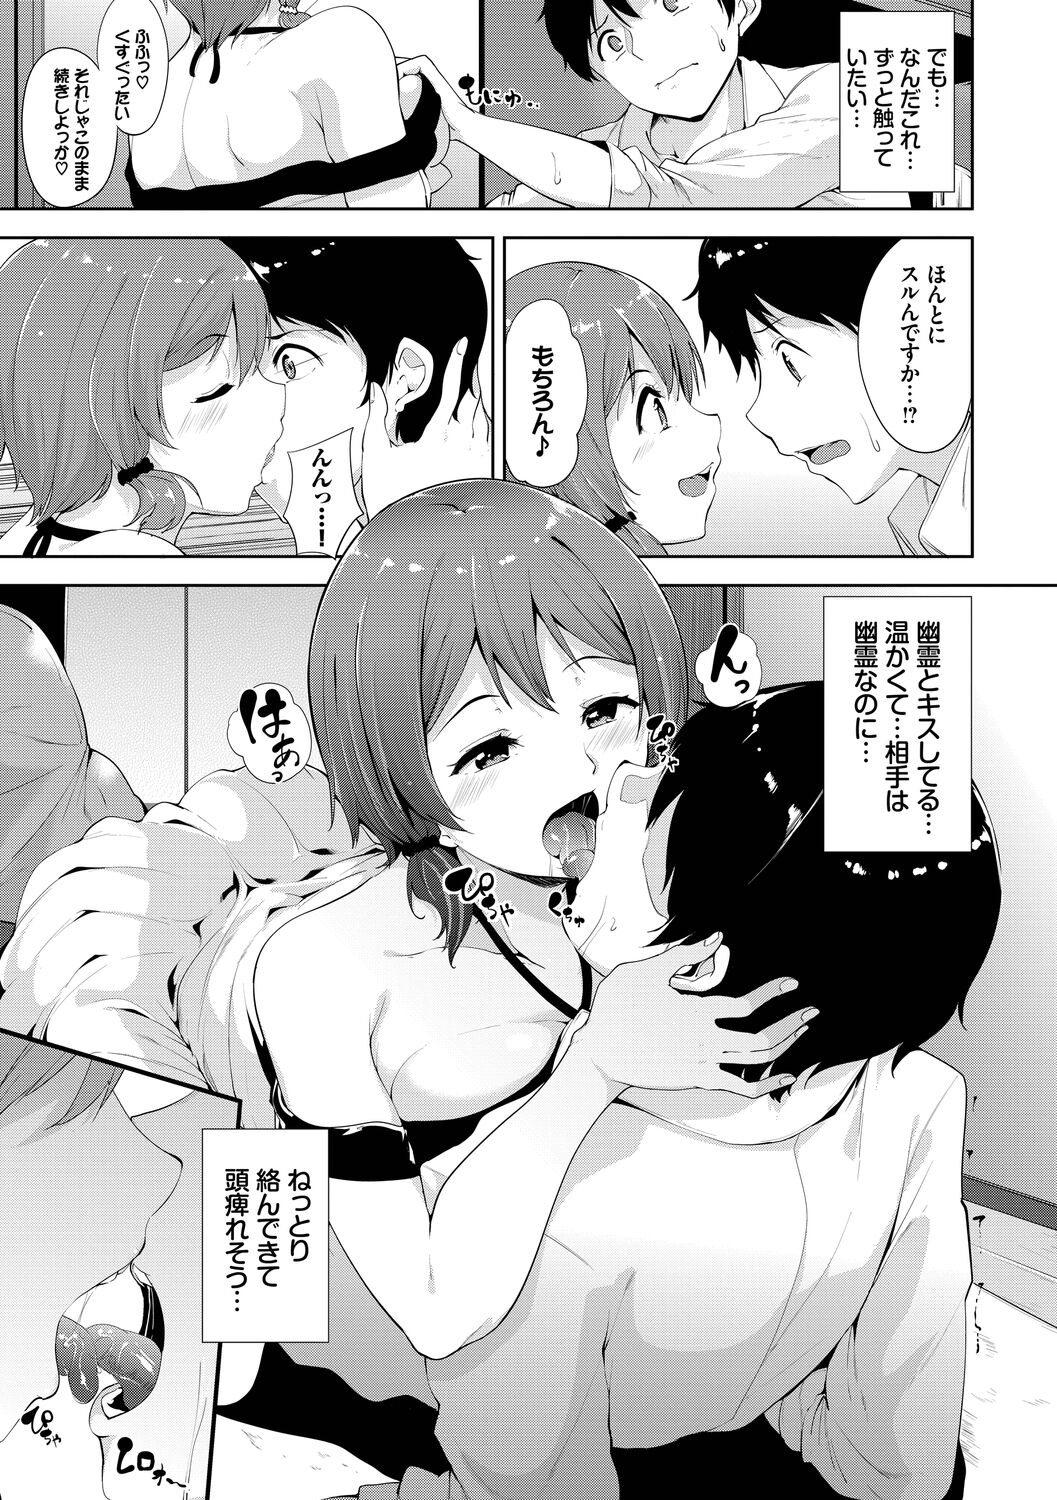 でも…
なんだこれ…
ずっと触って
いたい…
もにゅ…
ふふっ♡
くすぐったい
それじゃこのまま
続きしよっか♡
ほんとに
スルんですか…!?
もちろん♪
んんっ…!
幽霊とキスしてる…
温かくて…相手は
幽霊なのに…
んっ
ぴちゃ
はぁっ
ぴちゃ
くちゅ
ねっとり
絡んできて
頭痺れそう…
ぴちゃ